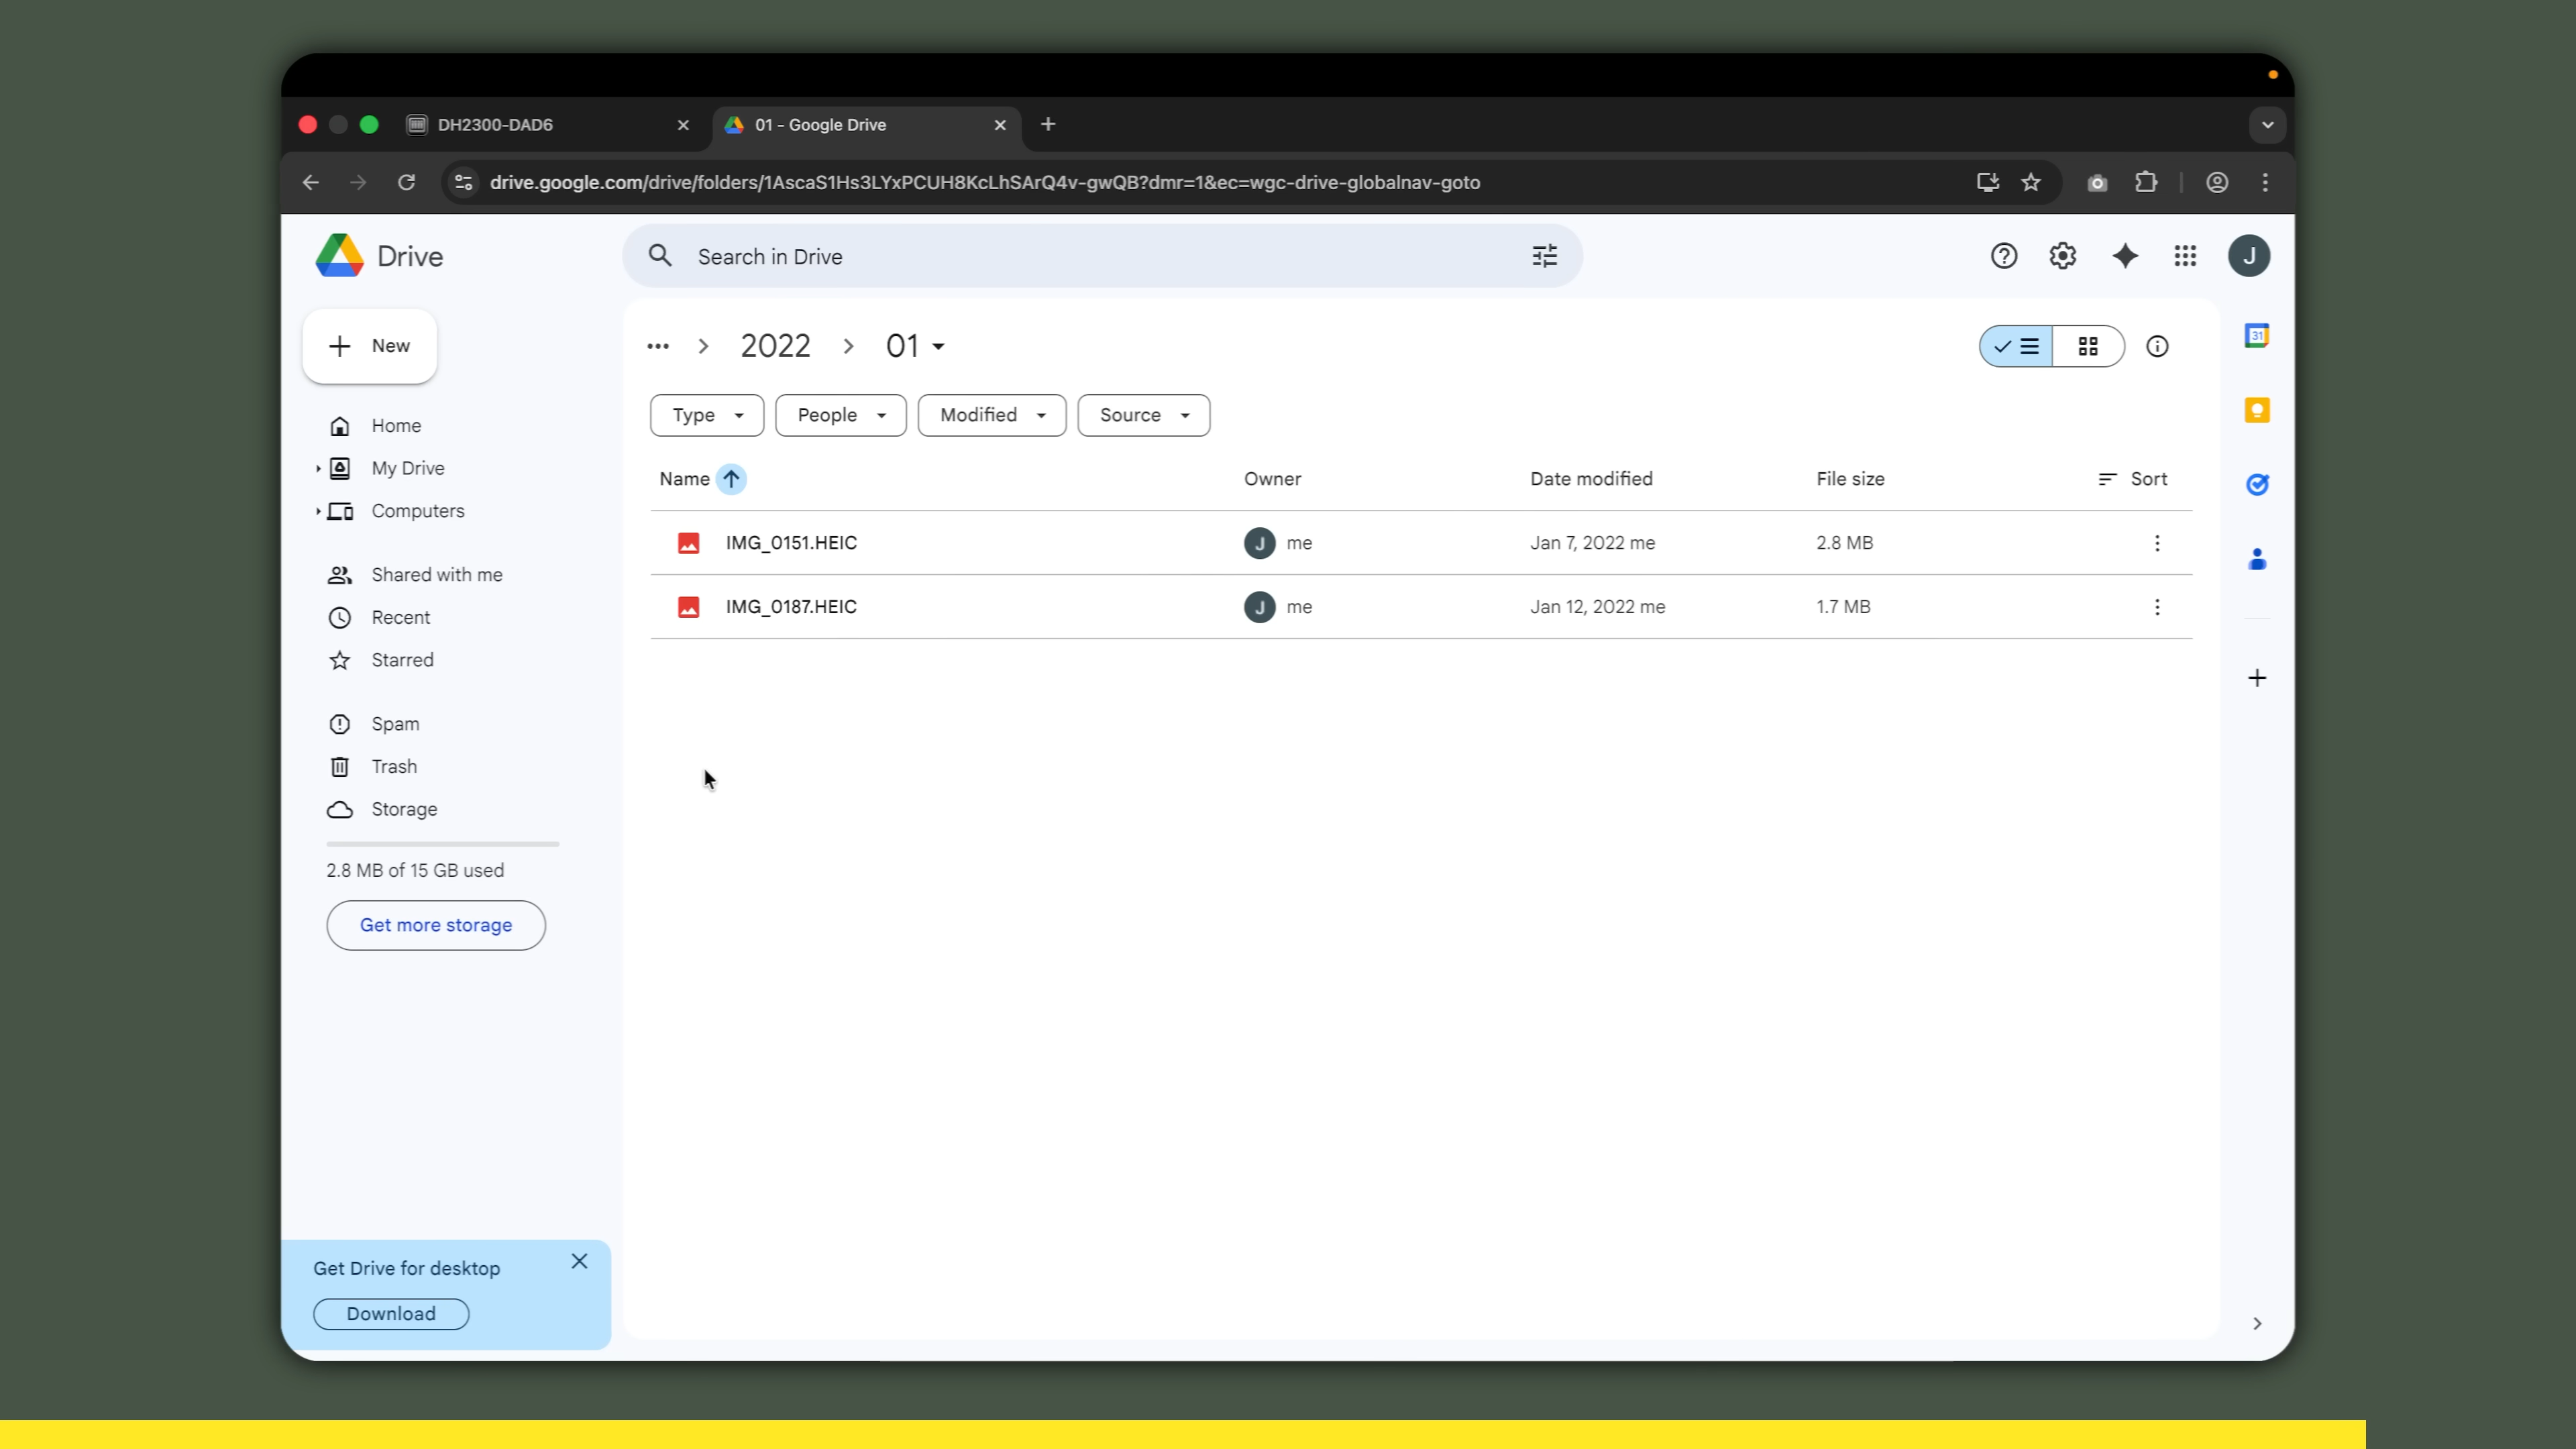 DH2300-DAD6
01 - Google Drive
drive.google.com/drive/folders/1AscaS1Hs3LYxPCUH8KcLhSArQ4v-gwQB?dmr=1&ec=wgc-drive-globalnav-goto
Drive
Search in Drive
J
New
2022
01
31
Type
People
Modified
Source
Home
My Drive
Computers
Name
Owner
Date modified
File size
Sort
IMG_0151.HEIC
J
me
Jan 7, 2022 me
2.8 MB
IMG_0187.HEIC
J
me
Jan 12, 2022 me
1.7 MB
Shared with me
Recent
Starred
Spam
Trash
Storage
2.8 MB of 15 GB used
Get more storage
Get Drive for desktop
Download